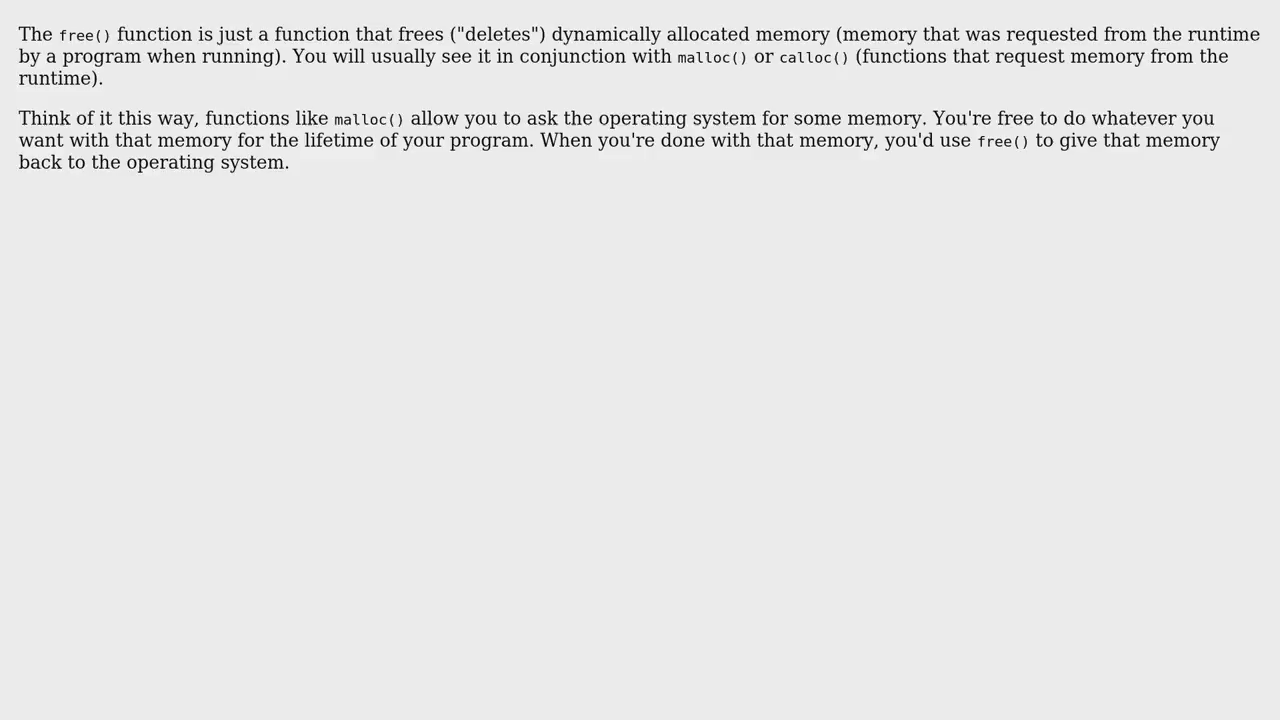 The free() function is just a function that frees ("deletes") dynamically allocated memory (memory that was requested from the runtime
by a program when running). You will usually see it in conjunction with malloc() or calloc() (functions that request memory from the
runtime).
Think of it this way, functions like malloc() allow you to ask the operating system for some memory. You're free to do whatever you
want with that memory for the lifetime of your program. When you're done with that memory, you'd use free() to give that memory
back to the operating system.